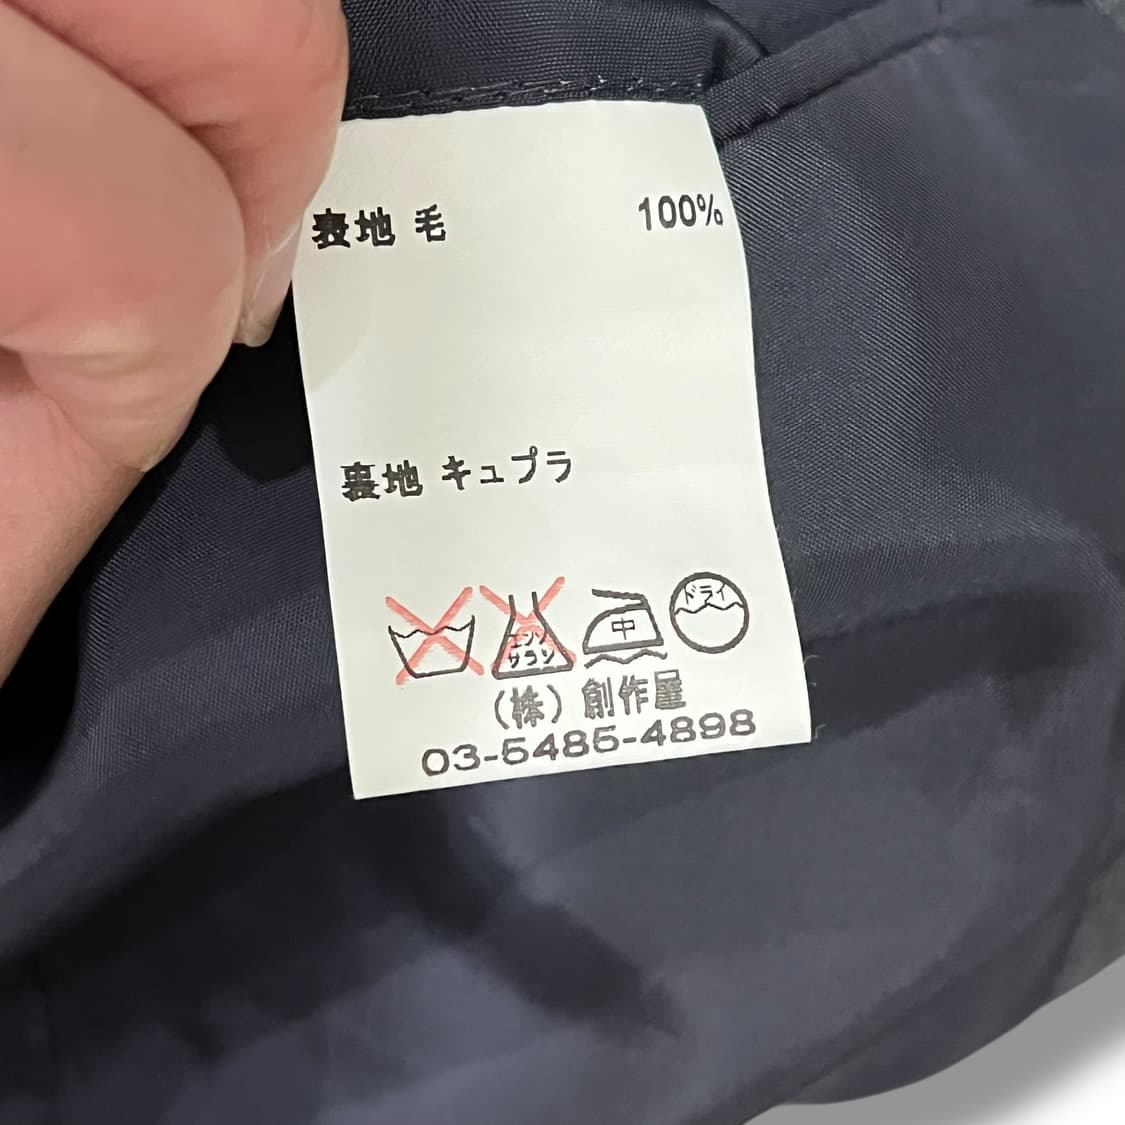 表地 毛 100%
裏地 キュプラ
エンソ サラシ 中 ドライ
(株) 創作屋
03-5485-4898